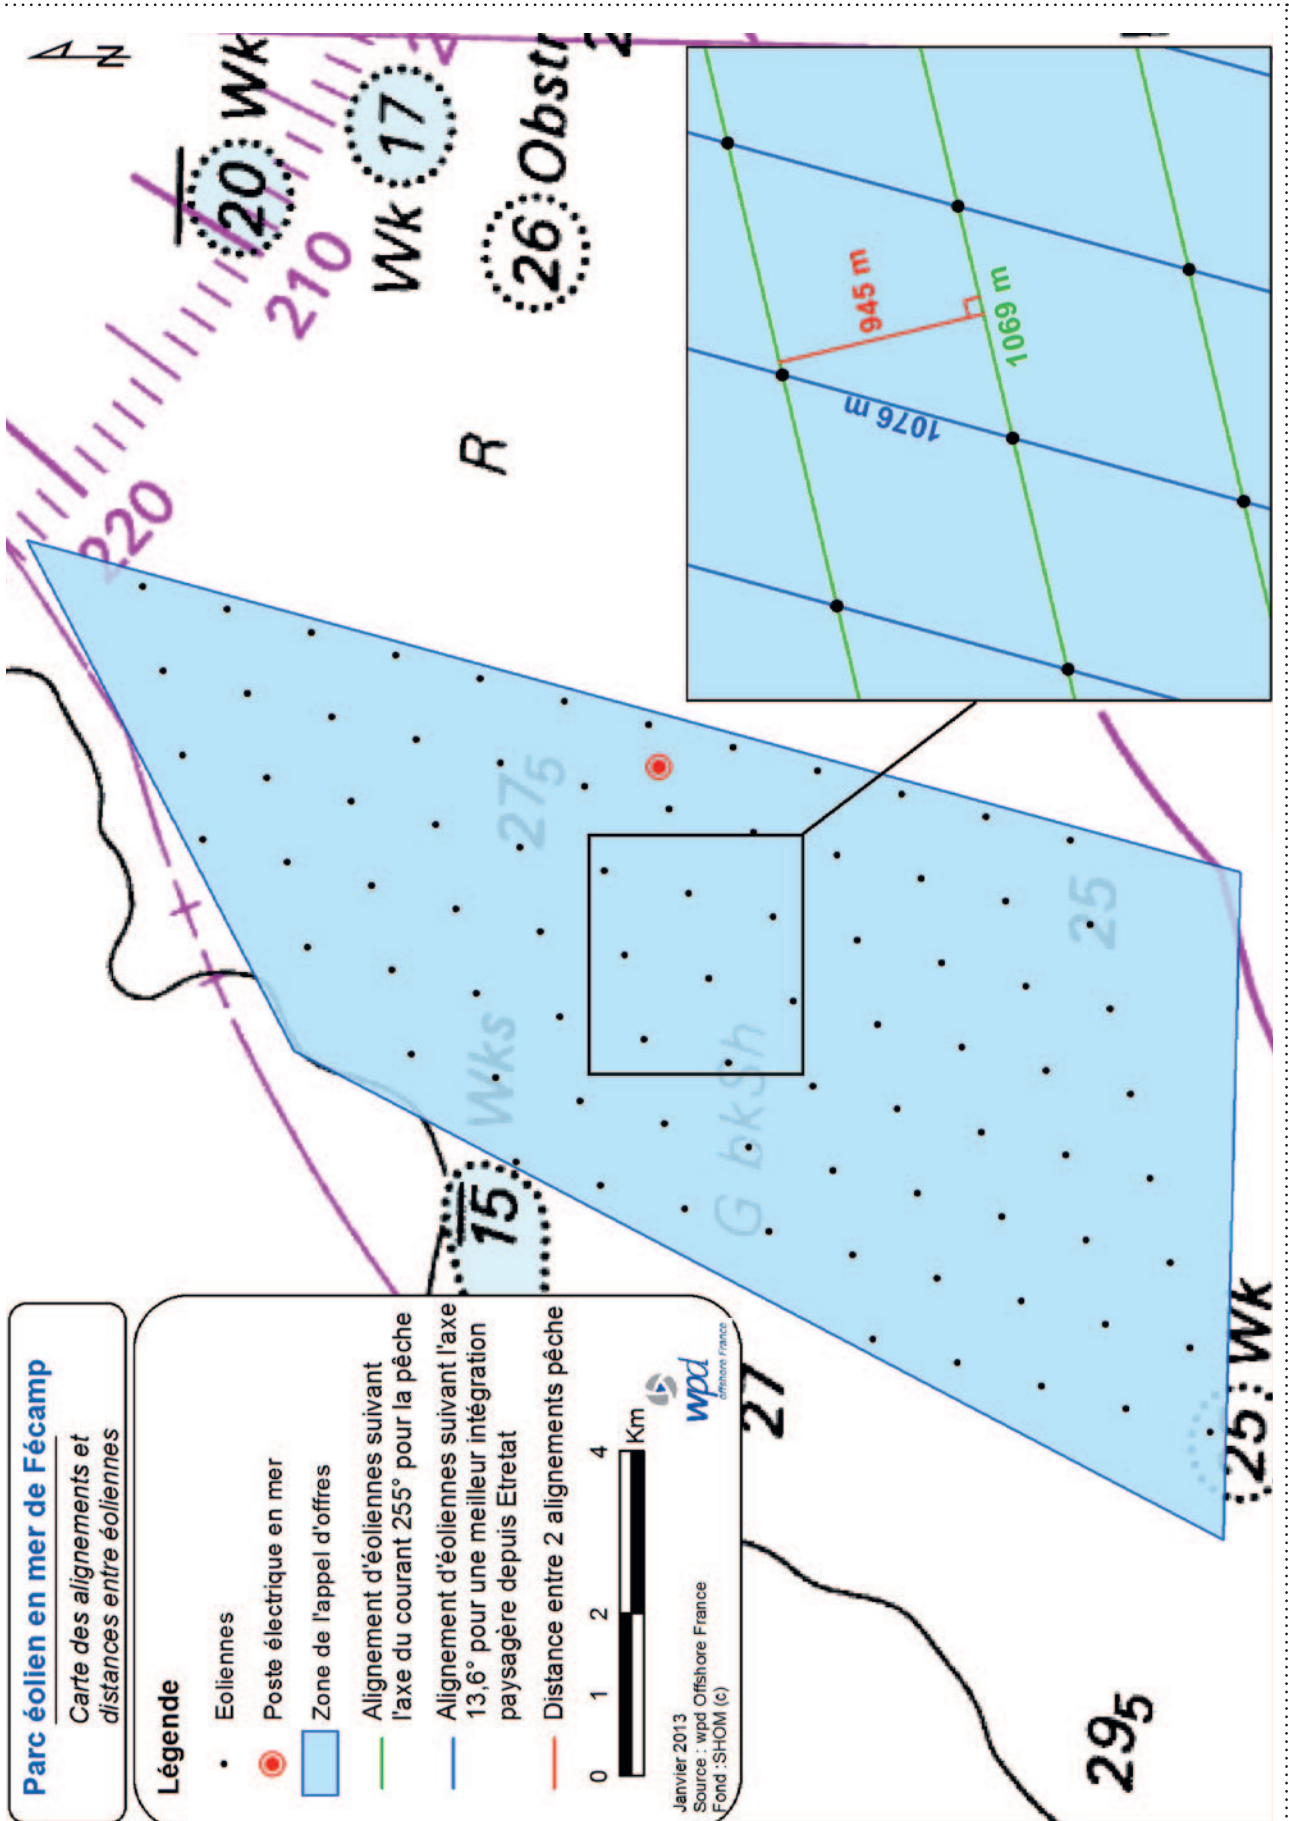 Parc éolien en mer de Fécamp
Carte des alignements et
distances entre éoliennes
Légende
Eoliennes
Poste électrique en mer
Zone de l'appel d'offres
Alignement d'éoliennes suivant
l'axe du courant 255° pour la pêche
Alignement d'éoliennes suivant l'axe
13,6° pour une meilleur intégration
paysagère depuis Etretat
Distance entre 2 alignements pêche
0 1 2 4
Km
Janvier 2013
Source : wpd Offshore France
Fond :SHOM (c)
wpd
offshore France
N
220
210
20 Wk
Wk 17
26 Obstr
R
27₅
Wks
15
G bkSh
25
27
25 Wk
29₅
945 m
1069 m
1076 m